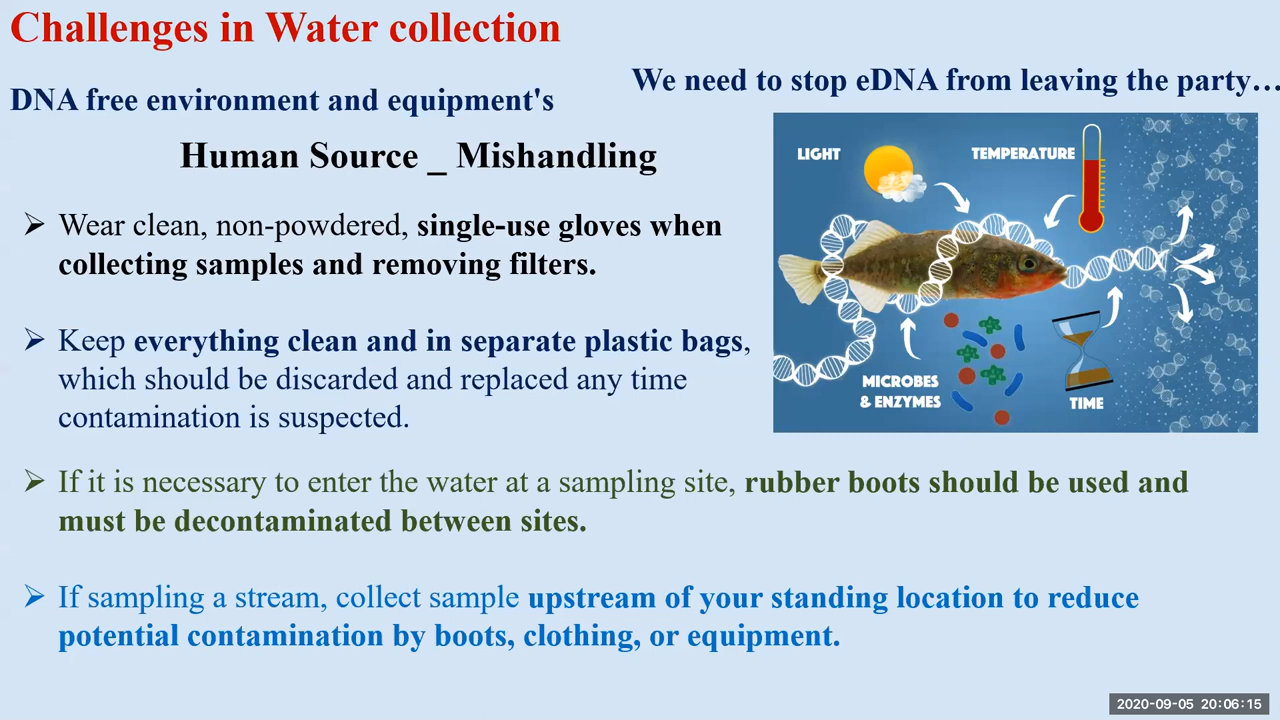 Challenges in Water collection
We need to stop eDNA from leaving the party…
DNA free environment and equipment's
Human Source _ Mishandling
Wear clean, non-powdered, single-use gloves when
collecting samples and removing filters.
Keep everything clean and in separate plastic bags,
which should be discarded and replaced any time
contamination is suspected.
LIGHT
TEMPERATURE
MICROBES
& ENZYMES
TIME
If it is necessary to enter the water at a sampling site, rubber boots should be used and
must be decontaminated between sites.
If sampling a stream, collect sample upstream of your standing location to reduce
potential contamination by boots, clothing, or equipment.
2020-09-05 20:06:15